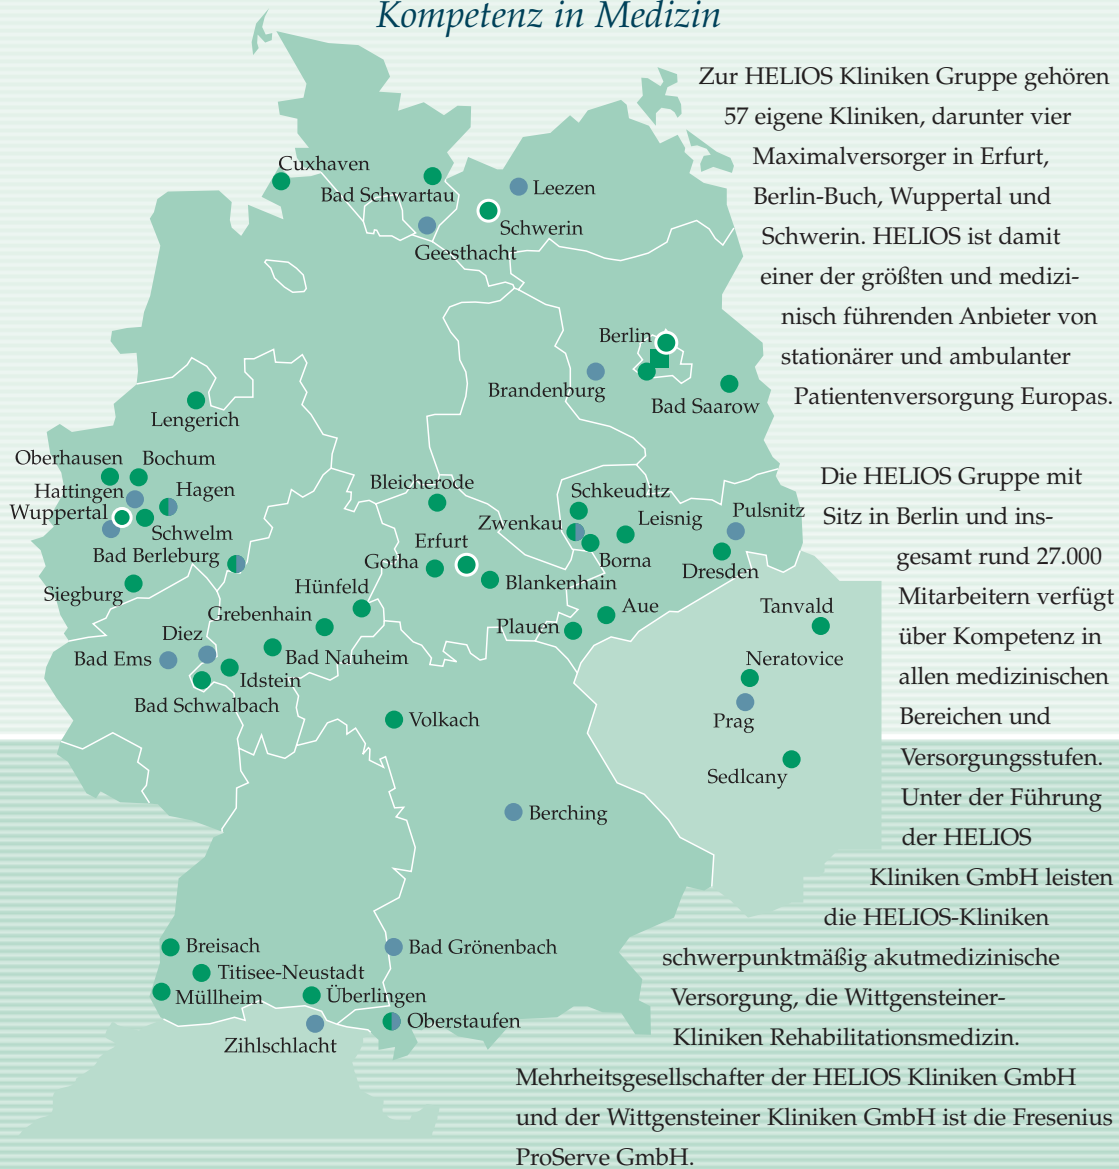 Kompetenz in Medizin
Zur HELIOS Kliniken Gruppe gehören
57 eigene Kliniken, darunter vier
Maximalversorger in Erfurt,
Berlin-Buch, Wuppertal und
Schwerin. HELIOS ist damit
einer der größten und medizi-
nisch führenden Anbieter von
stationärer und ambulanter
Patientenversorgung Europas.
Die HELIOS Gruppe mit
Sitz in Berlin und ins-
gesamt rund 27.000
Mitarbeitern verfügt
über Kompetenz in
allen medizinischen
Bereichen und
Versorgungsstufen.
Unter der Führung
der HELIOS
Kliniken GmbH leisten
die HELIOS-Kliniken
schwerpunktmäßig akutmedizinische
Versorgung, die Wittgensteiner-
Kliniken Rehabilitationsmedizin.
Mehrheitsgesellschafter der HELIOS Kliniken GmbH
und der Wittgensteiner Kliniken GmbH ist die Fresenius
ProServe GmbH.
Cuxhaven
Bad Schwartau
Leezen
Schwerin
Geesthacht
Berlin
Brandenburg
Bad Saarow
Lengerich
Oberhausen
Bochum
Hattingen
Hagen
Wuppertal
Schwelm
Bad Berleburg
Siegburg
Bleicherode
Schkeuditz
Zwenkau
Leisnig
Pulsnitz
Borna
Dresden
Erfurt
Gotha
Blankenhain
Hünfeld
Grebenhain
Aue
Plauen
Tanvald
Diez
Bad Ems
Bad Nauheim
Idstein
Bad Schwalbach
Neratovice
Prag
Sedlcany
Volkach
Berching
Breisach
Bad Grönenbach
Titisee-Neustadt
Müllheim
Überlingen
Oberstaufen
Zihlschlacht